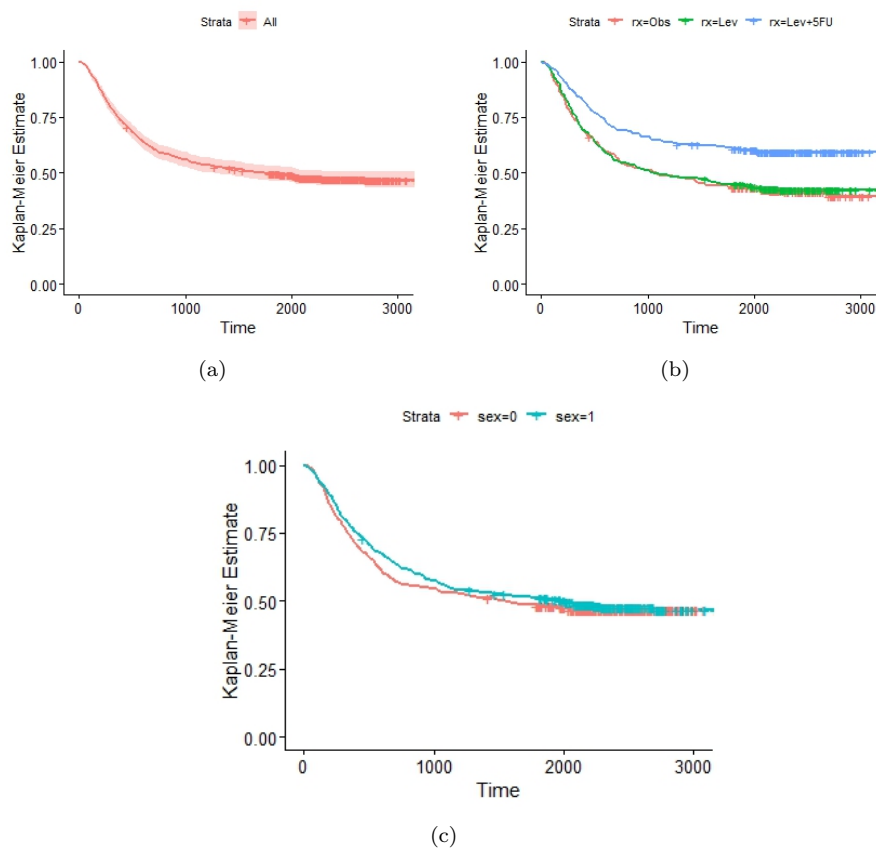 Strata All
Strata rx=Obs rx=Lev rx=Lev+5FU
Kaplan-Meier Estimate
1.00
0.75
0.50
0.25
0.00
0 1000 2000 3000
Time
(a)
Kaplan-Meier Estimate
1.00
0.75
0.50
0.25
0.00
0 1000 2000 3000
Time
(b)
Strata sex=0 sex=1
Kaplan-Meier Estimate
1.00
0.75
0.50
0.25
0.00
0 1000 2000 3000
Time
(c)